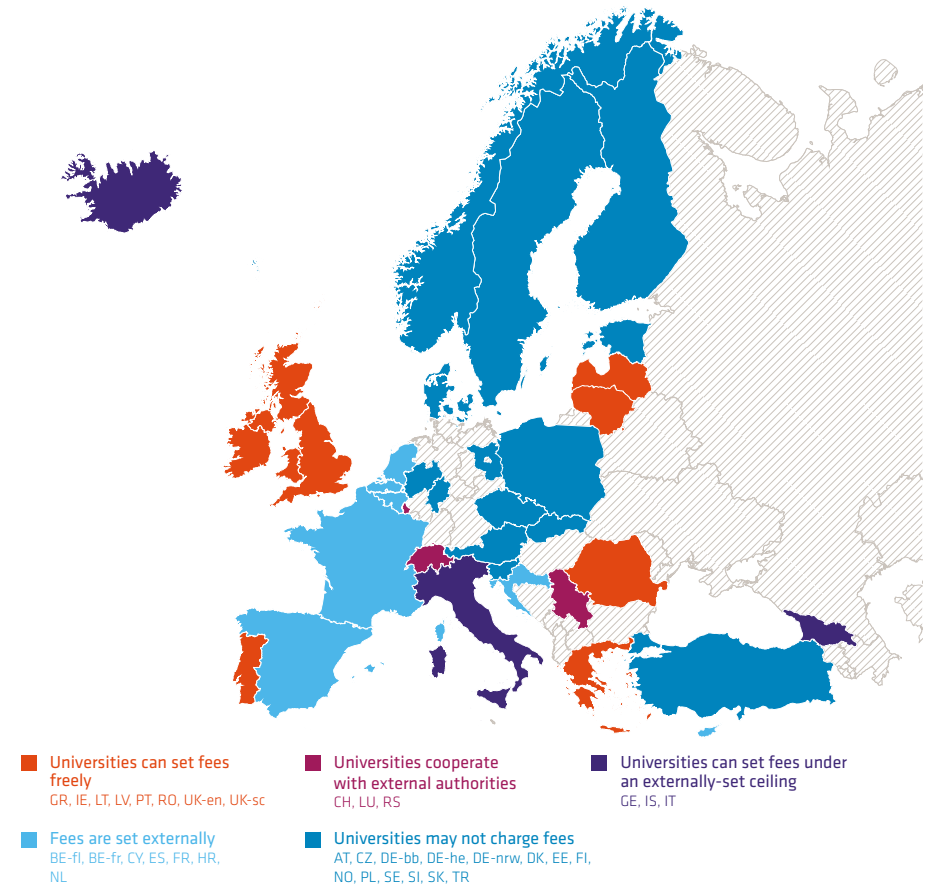 Universities can set fees
freely
GR, IE, LT, LV, PT, RO, UK-en, UK-sc
Universities cooperate
with external authorities
CH, LU, RS
Universities can set fees under
an externally-set ceiling
GE, IS, IT
Fees are set externally
BE-fl, BE-fr, CY, ES, FR, HR,
NL
Universities may not charge fees
AT, CZ, DE-bb, DE-he, DE-nrw, DK, EE, FI,
NO, PL, SE, SI, SK, TR